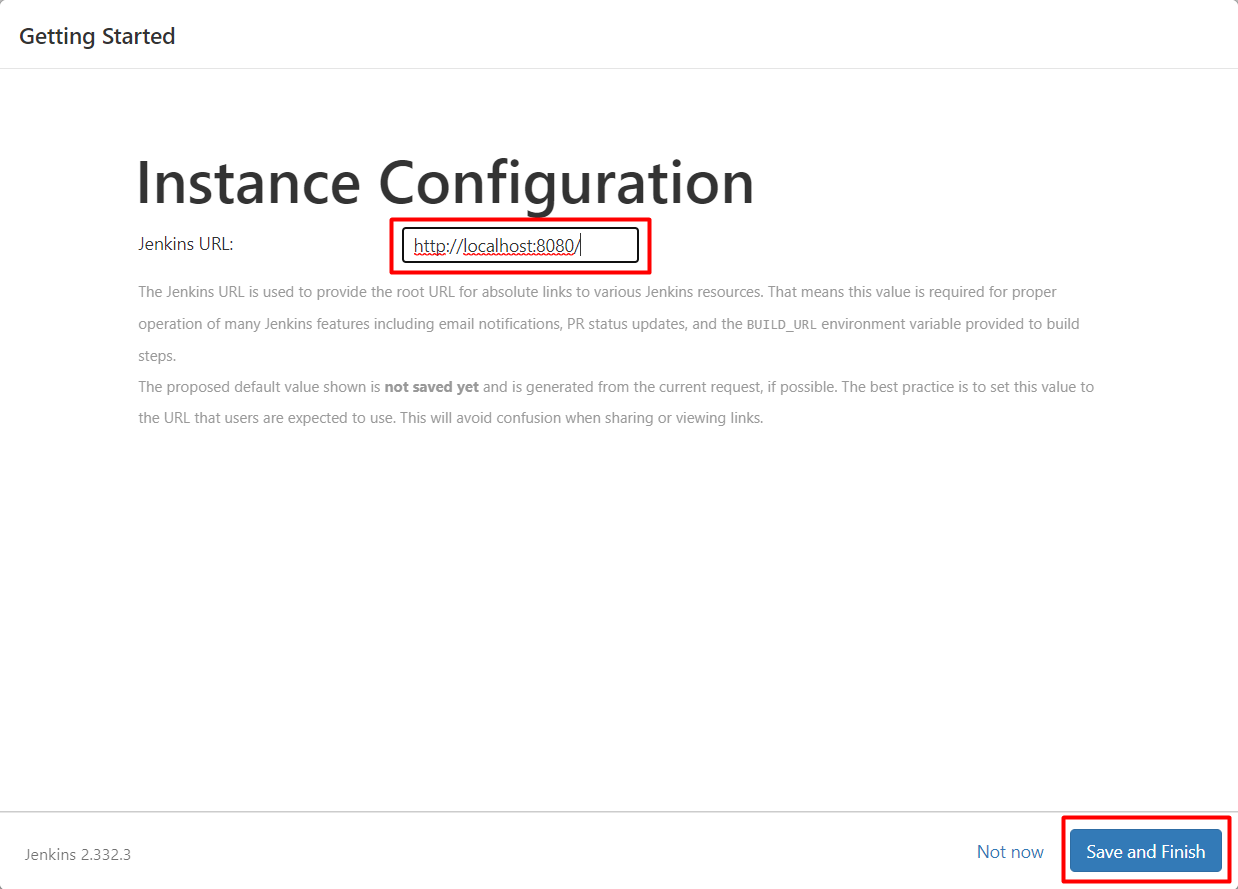 Getting Started
Instance Configuration
Jenkins URL:
http://localhost:8080/
The Jenkins URL is used to provide the root URL for absolute links to various Jenkins resources. That means this value is required for proper
operation of many Jenkins features including email notifications, PR status updates, and the BUILD_URL environment variable provided to build
steps.
The proposed default value shown is not saved yet and is generated from the current request, if possible. The best practice is to set this value to
the URL that users are expected to use. This will avoid confusion when sharing or viewing links.
Jenkins 2.332.3
Not now
Save and Finish